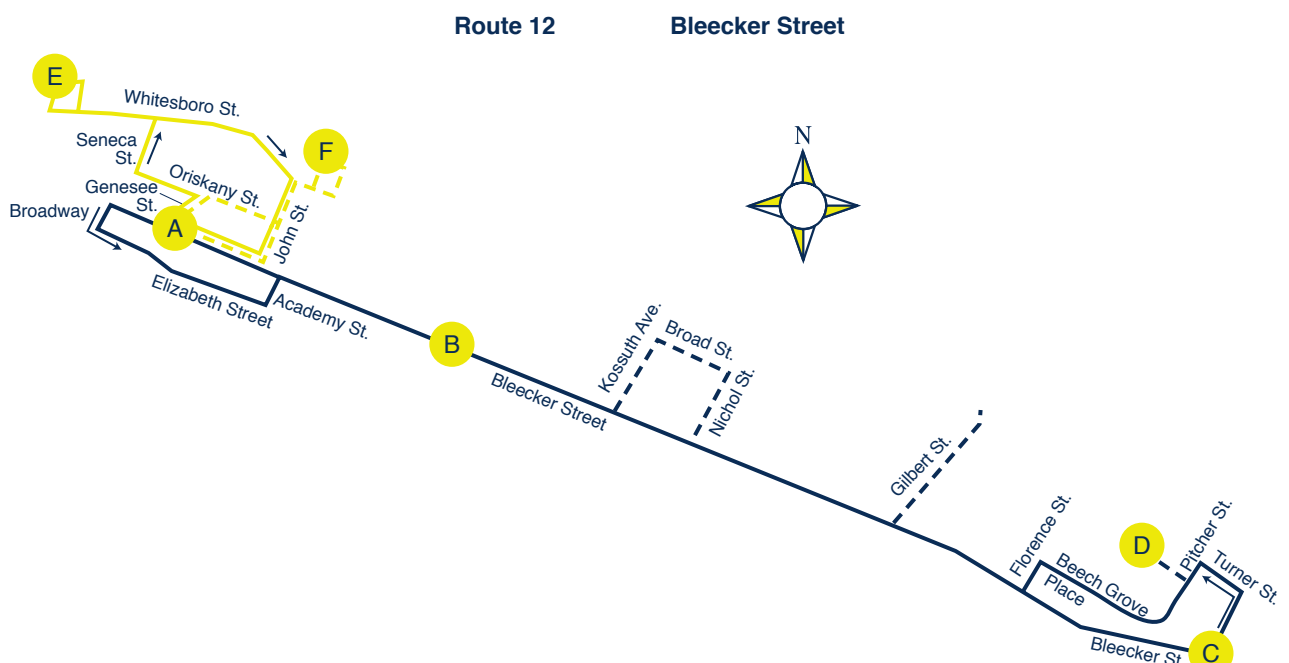 Route 12
Bleecker Street
E
Whitesboro St.
Seneca
St.
F
Oriskany St.
Genesee
St.
Broadway
A
John St.
N
Elizabeth Street
Academy St.
B
Bleecker Street
Kossuth Ave.
Broad St.
Nichol St.
Gilbert St.
Florence St.
Beech Grove
Place
D
Pitcher St.
Turner St.
Bleecker St.
C